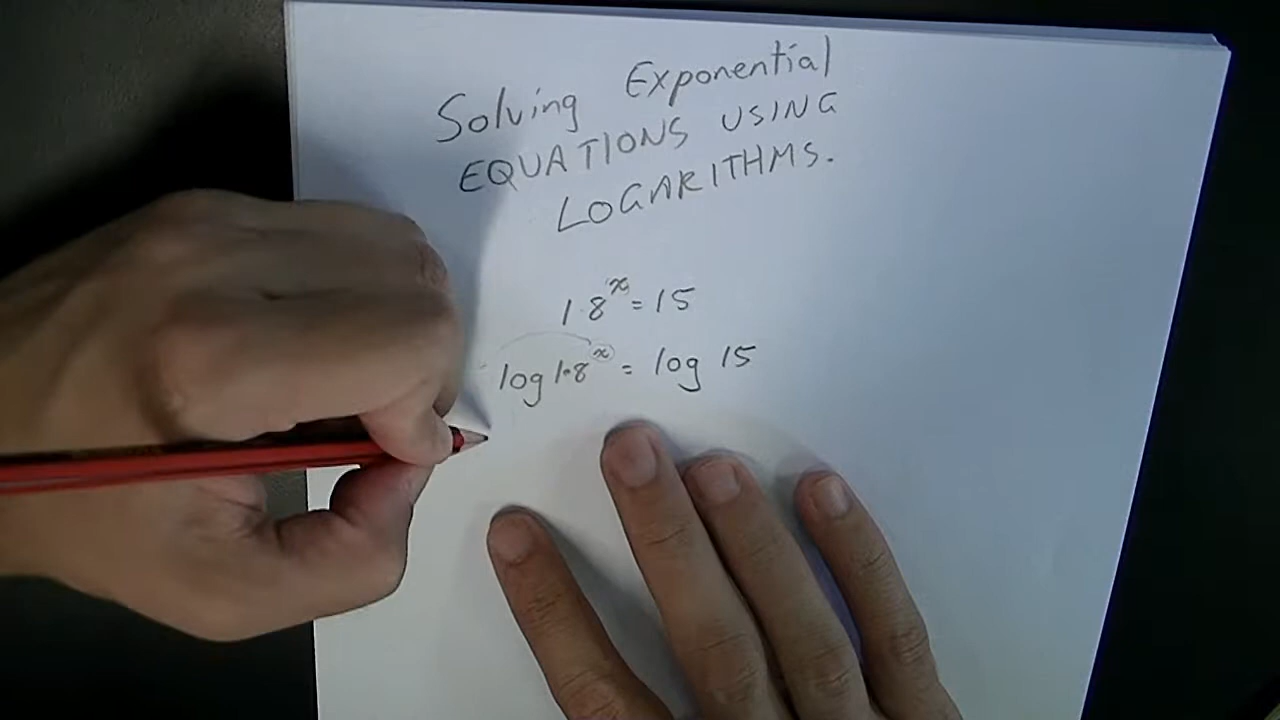 Solving Exponential
EQUATIONS USING
LOGARITHMS.
1·8^x = 15
log 1·8^x = log 15